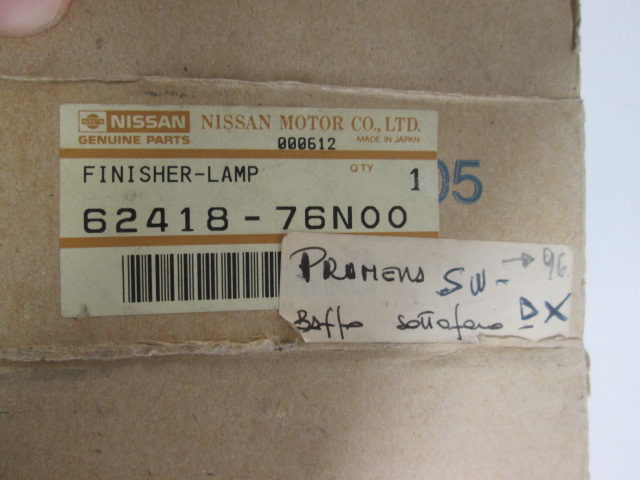 NISSAN NISSAN MOTOR CO., LTD.
GENUINE PARTS MADE IN JAPAN
000612
FINISHER-LAMP QTY 1
62418-76N00
05
PRIMERA SW- → 96
Baffo sottofaro DX